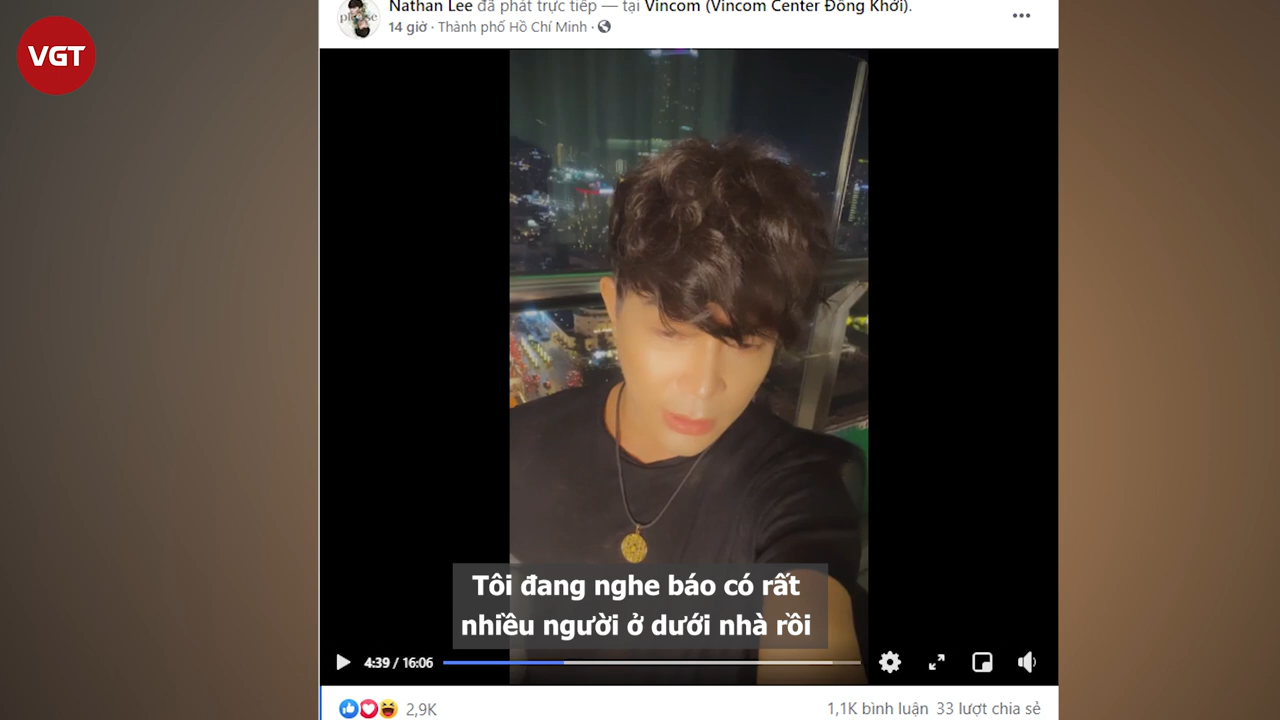 VGT
please
Nathan Lee đã phát trực tiếp — tại Vincom (Vincom Center Đồng Khởi).
14 giờ · Thành phố Hồ Chí Minh ·
Tôi đang nghe báo có rất
nhiều người ở dưới nhà rồi
4:39 / 16:06
2,9K
1,1K bình luận 33 lượt chia sẻ